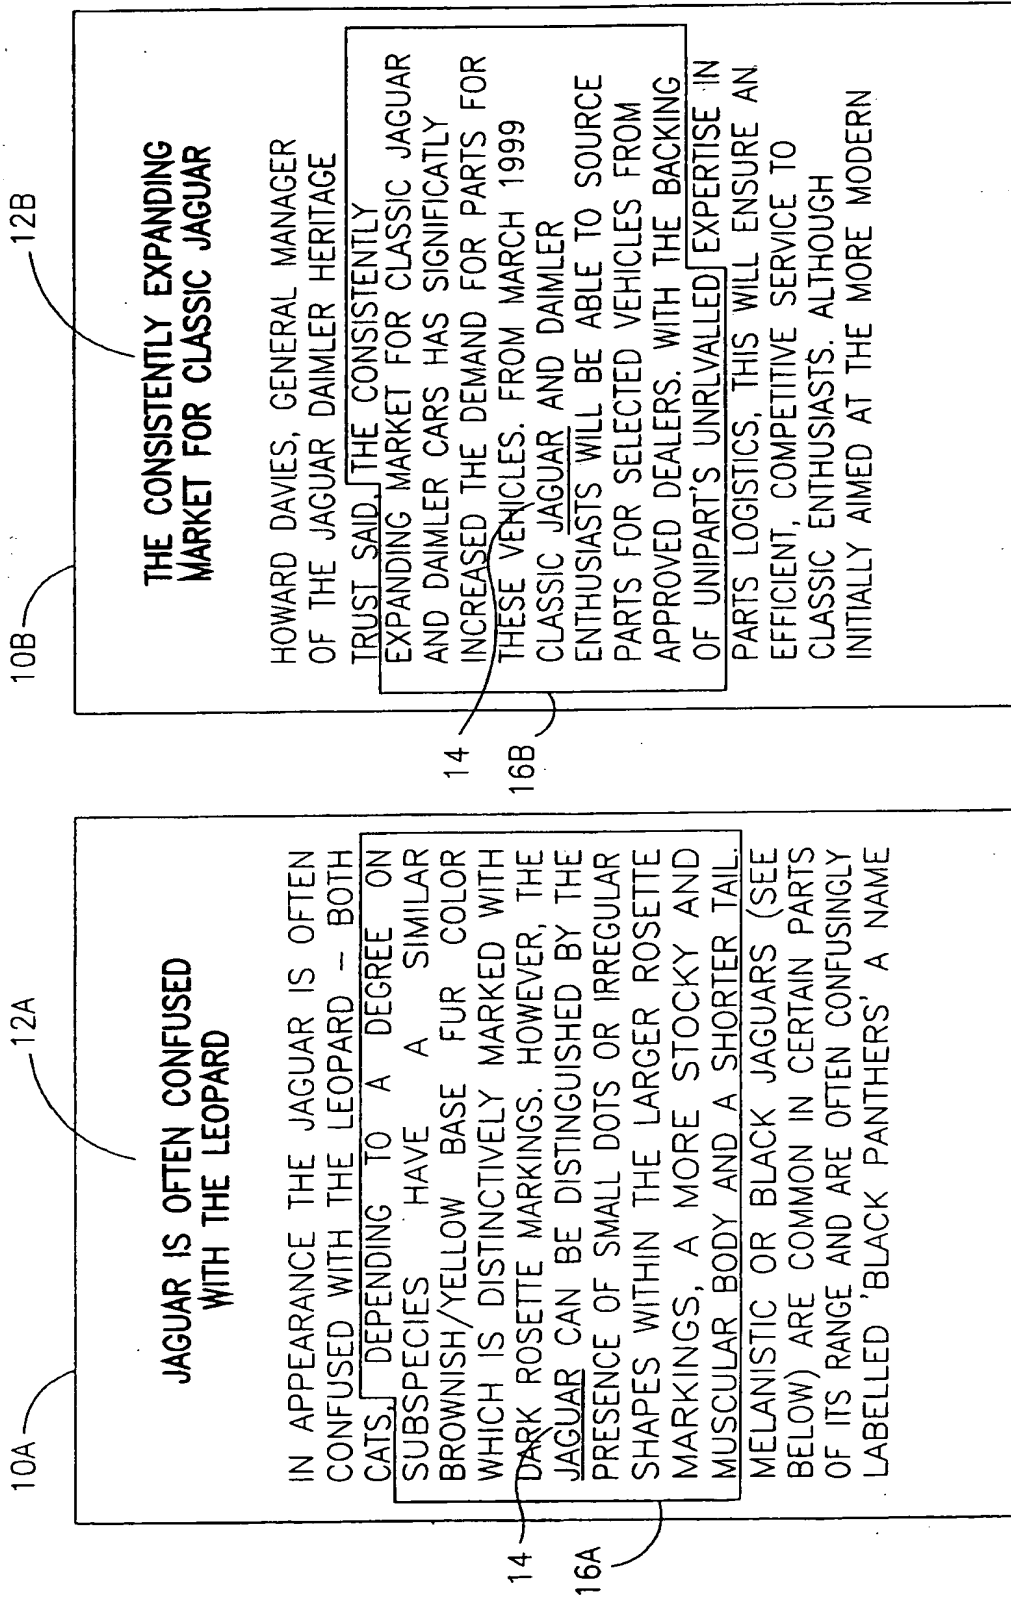 10A
12A
JAGUAR IS OFTEN CONFUSED
WITH THE LEOPARD
IN APPEARANCE THE JAGUAR IS OFTEN
CONFUSED WITH THE LEOPARD – BOTH
CATS, DEPENDING TO A DEGREE ON
SUBSPECIES HAVE A SIMILAR
BROWNISH/YELLOW BASE FUR COLOR
WHICH IS DISTINCTIVELY MARKED WITH
DARK ROSETTE MARKINGS. HOWEVER, THE
JAGUAR CAN BE DISTINGUISHED BY THE
PRESENCE OF SMALL DOTS OR IRREGULAR
SHAPES WITHIN THE LARGER ROSETTE
MARKINGS, A MORE STOCKY AND
MUSCULAR BODY AND A SHORTER TAIL.
MELANISTIC OR BLACK JAGUARS (SEE
BELOW) ARE COMMON IN CERTAIN PARTS
OF ITS RANGE AND ARE OFTEN CONFUSINGLY
LABELLED 'BLACK PANTHERS' A NAME
14
16A
10B
12B
THE CONSISTENTLY EXPANDING
MARKET FOR CLASSIC JAGUAR
HOWARD DAVIES, GENERAL MANAGER
OF THE JAGUAR DAIMLER HERITAGE
TRUST SAID, THE CONSISTENTLY
EXPANDING MARKET FOR CLASSIC JAGUAR
AND DAIMLER CARS HAS SIGNIFICATLY
INCREASED THE DEMAND FOR PARTS FOR
THESE VEHICLES. FROM MARCH 1999
CLASSIC JAGUAR AND DAIMLER
ENTHUSIASTS WILL BE ABLE TO SOURCE
PARTS FOR SELECTED VEHICLES FROM
APPROVED DEALERS. WITH THE BACKING
OF UNIPART'S UNRLVALLED EXPERTISE IN
PARTS LOGISTICS, THIS WILL ENSURE AN
EFFICIENT, COMPETITIVE SERVICE TO
CLASSIC ENTHUSIASTS. ALTHOUGH
INITIALLY AIMED AT THE MORE MODERN
14
16B